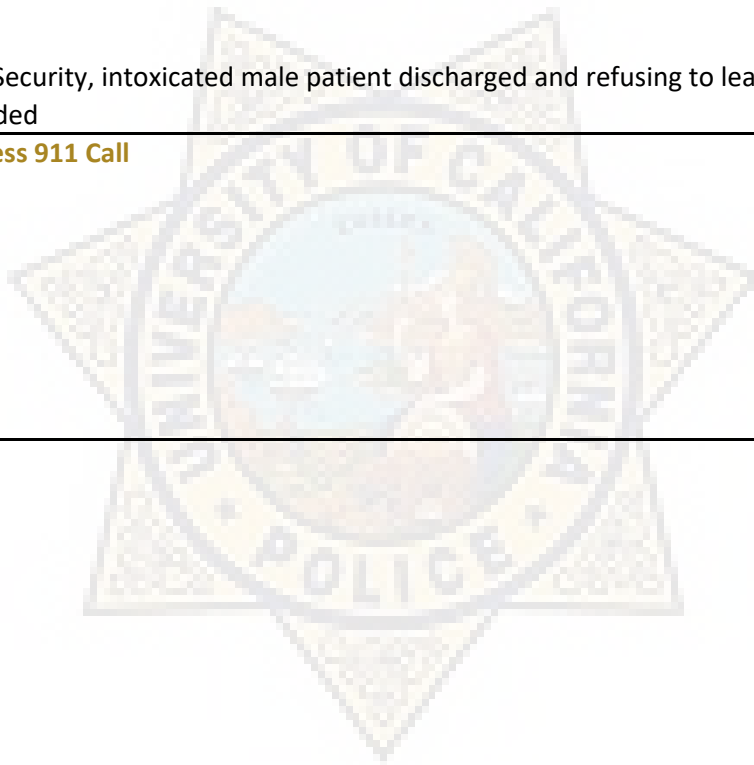 Security, intoxicated male patient discharged and refusing to lea
ded
ess 911 Call
UNIVERSITY OF CALIFORNIA
POLICE